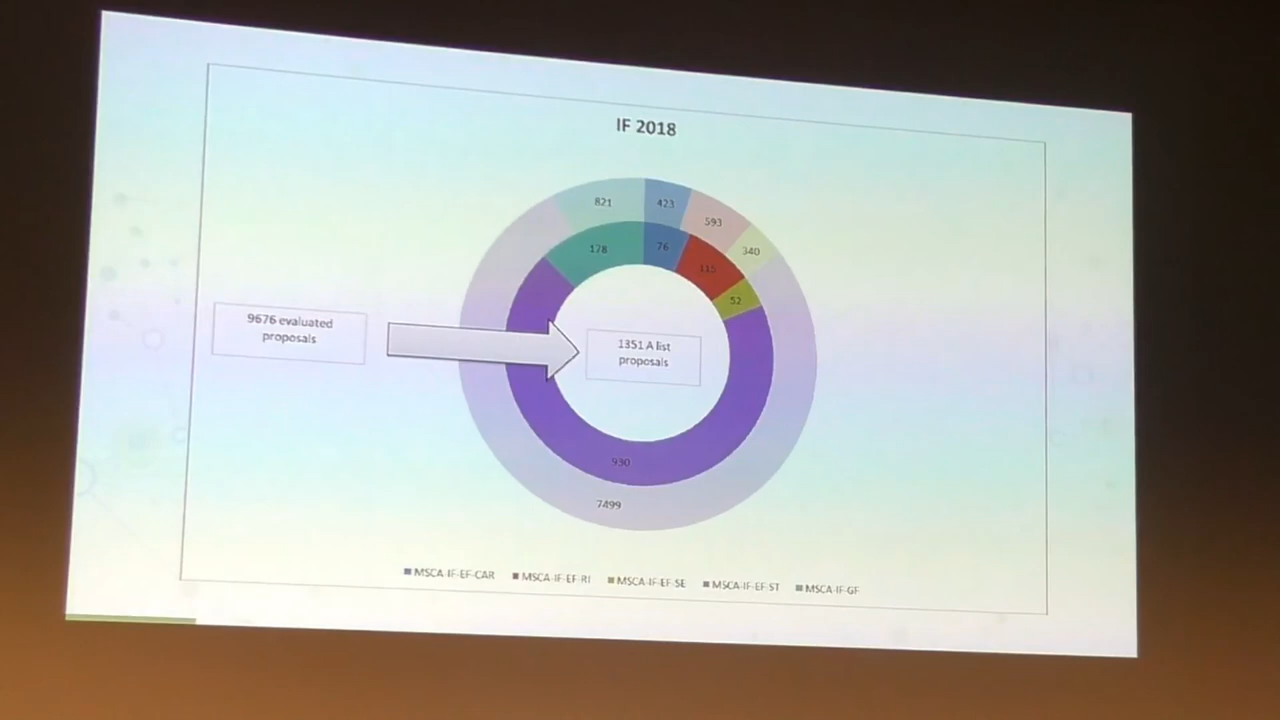 IF 2018
821
423
593
340
178
76
115
52
9676 evaluated
proposals
1351 A list
proposals
930
7499
MSCA-IF-EF-CAR
MSCA-IF-EF-RI
MSCA-IF-EF-SE
MSCA-IF-EF-ST
MSCA-IF-GF